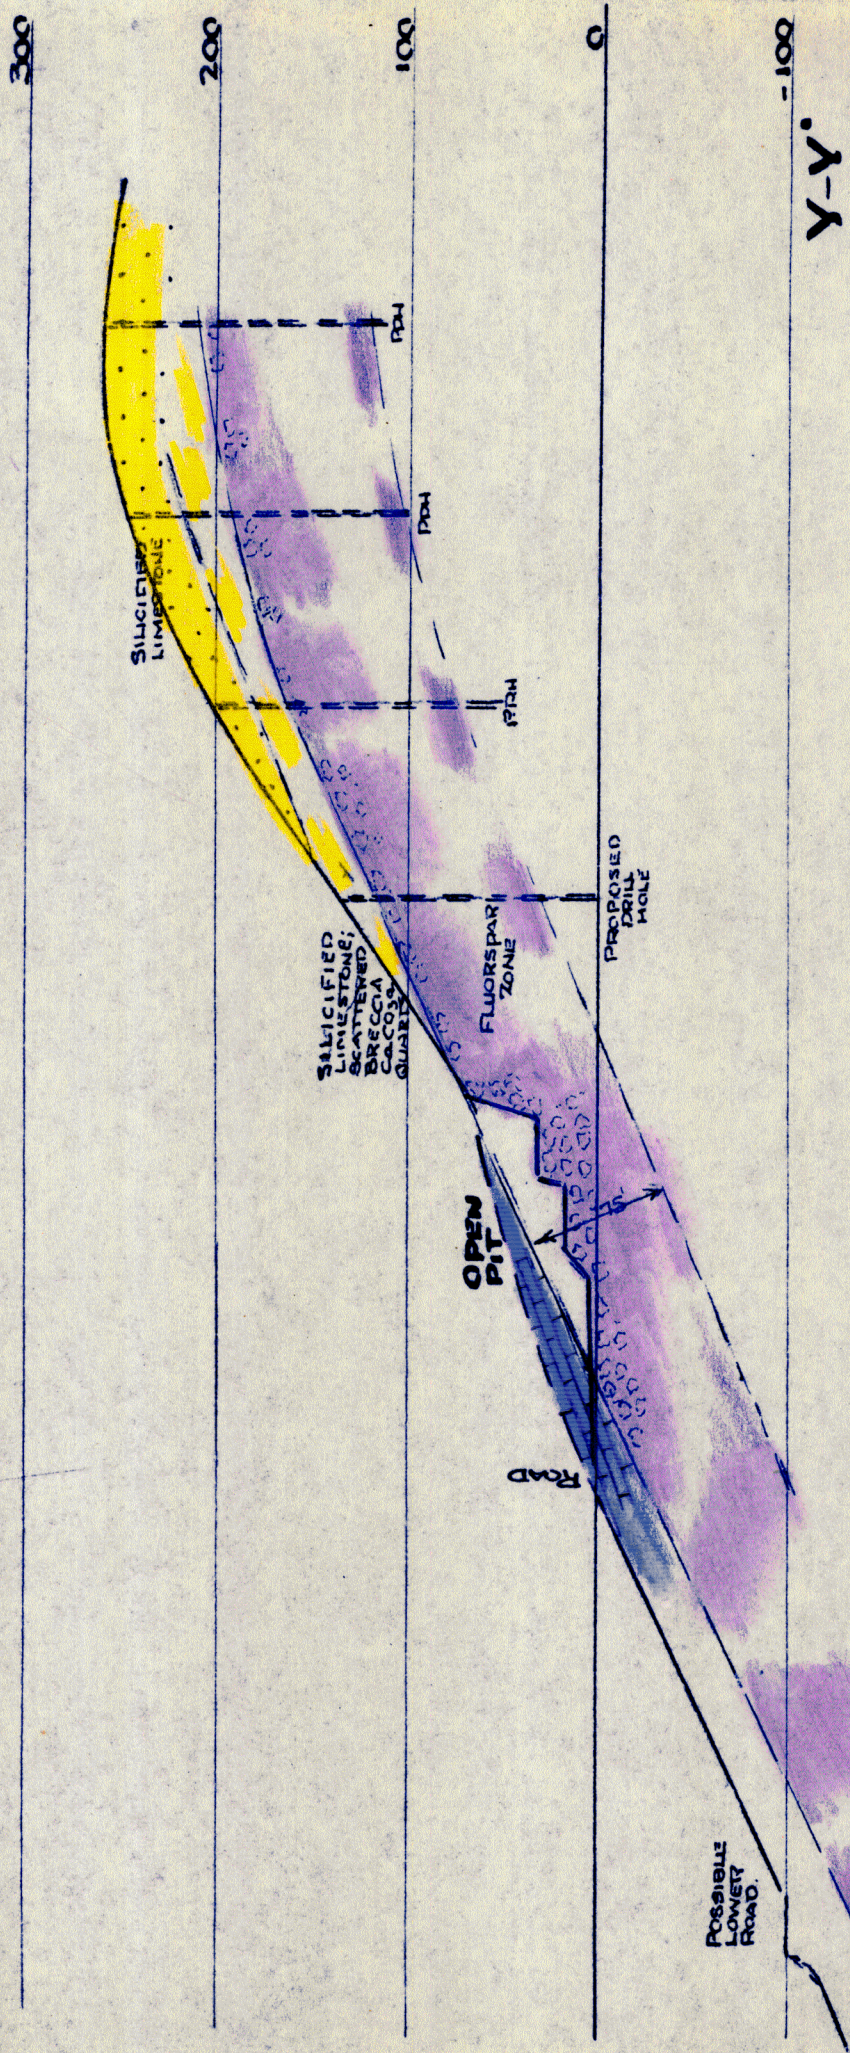 300
200
100
0
-100
Y-Y'
PDH
PDH
PDH
PROPOSED
DRILL
HOLE
SILICIFIED
LIMESTONE
SILICIFIED
LIMESTONE;
SCATTERED
BRECCIA
CACO3 &
QUARTZ
FLUORSPAR
ZONE
OPEN
PIT
75'
ROAD
POSSIBLE
LOWER
ROAD.